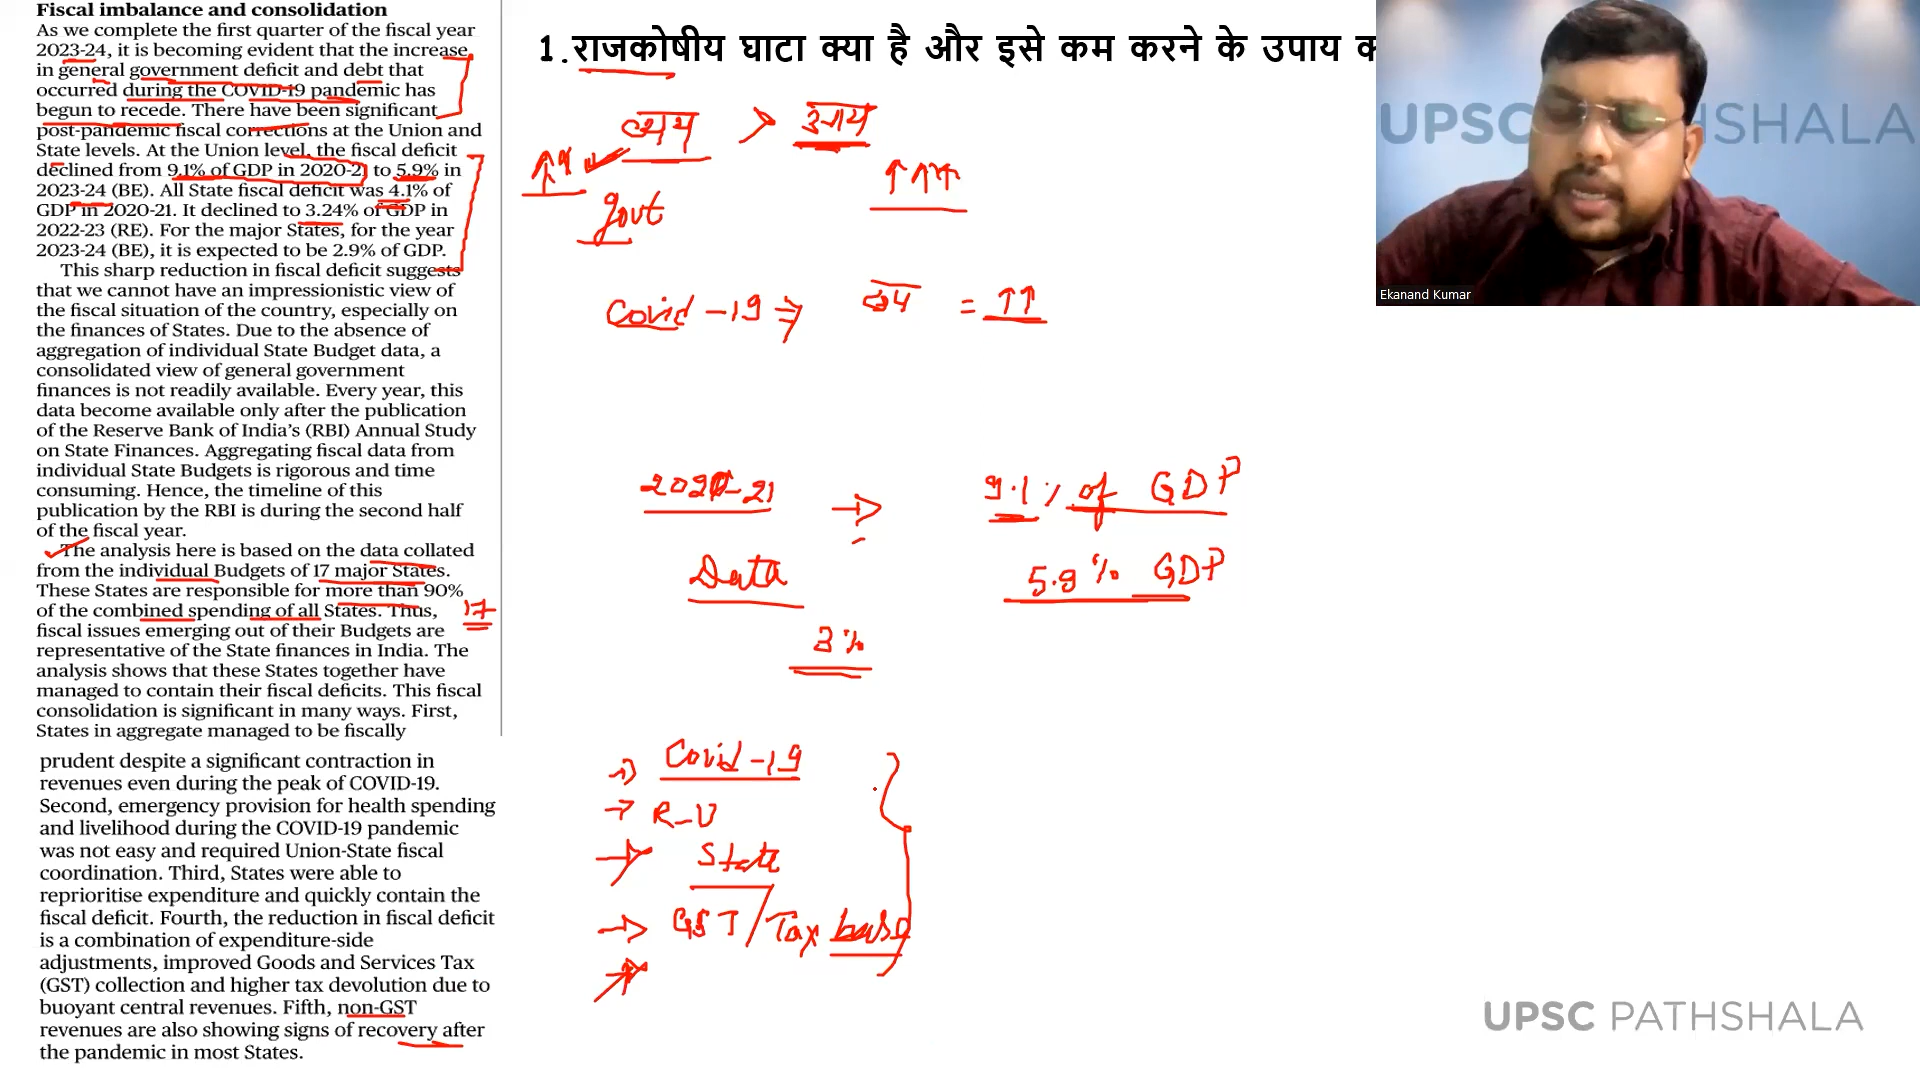 Fiscal imbalance and consolidation
As we complete the first quarter of the fiscal year
2023-24, it is becoming evident that the increase
in general government deficit and debt that
occurred during the COVID-19 pandemic has
begun to recede. There have been significant
post-pandemic fiscal corrections at the Union and
State levels. At the Union level, the fiscal deficit
declined from 9.1% of GDP in 2020-21 to 5.9% in
2023-24 (BE). All State fiscal deficit was 4.1% of
GDP in 2020-21. It declined to 3.24% of GDP in
2022-23 (RE). For the major States, for the year
2023-24 (BE), it is expected to be 2.9% of GDP.
This sharp reduction in fiscal deficit suggests
that we cannot have an impressionistic view of
the fiscal situation of the country, especially on
the finances of States. Due to the absence of
aggregation of individual State Budget data, a
consolidated view of general government
finances is not readily available. Every year, this
data become available only after the publication
of the Reserve Bank of India's (RBI) Annual Study
on State Finances. Aggregating fiscal data from
individual State Budgets is rigorous and time
consuming. Hence, the timeline of this
publication by the RBI is during the second half
of the fiscal year.
The analysis here is based on the data collated
from the individual Budgets of 17 major States.
These States are responsible for more than 90%
of the combined spending of all States. Thus,
17
fiscal issues emerging out of their Budgets are
representative of the State finances in India. The
analysis shows that these States together have
managed to contain their fiscal deficits. This fiscal
consolidation is significant in many ways. First,
States in aggregate managed to be fiscally
prudent despite a significant contraction in
revenues even during the peak of COVID-19.
Second, emergency provision for health spending
and livelihood during the COVID-19 pandemic
was not easy and required Union-State fiscal
coordination. Third, States were able to
reprioritise expenditure and quickly contain the
fiscal deficit. Fourth, the reduction in fiscal deficit
is a combination of expenditure-side
adjustments, improved Goods and Services Tax
(GST) collection and higher tax devolution due to
buoyant central revenues. Fifth, non-GST
revenues are also showing signs of recovery after
the pandemic in most States.
1.राजकोषीय घाटा क्या है और इसे कम करने के उपाय
व्यय > आय
govt
Covid-19 ⇒ व्यय = ↑↑
2020-21 → 9.1% of GDP
Data 5.9% GDP
3%
→ Covid-19
→ R-U
→ State
→ GST/Tax base
Ekanand Kumar
UPSC PATHSHALA
UPSC PATHSHALA